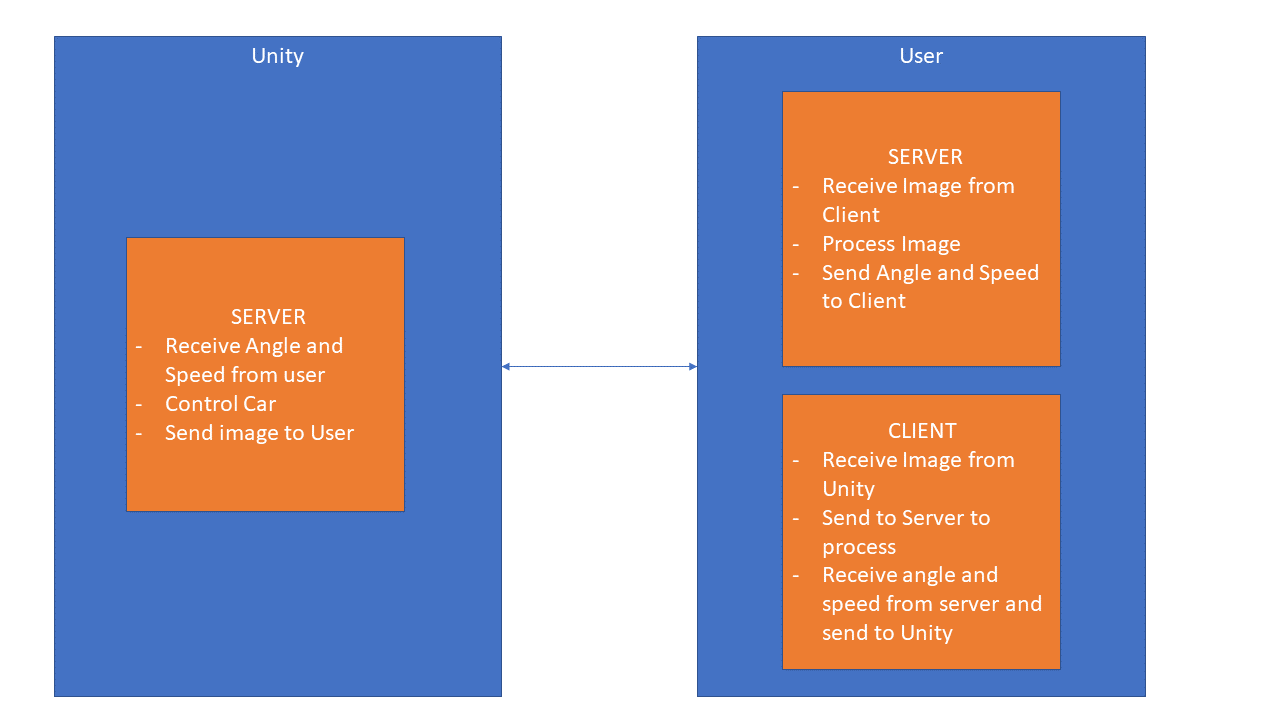 Unity
SERVER
- Receive Angle and
Speed from user
- Control Car
- Send image to User
User
SERVER
- Receive Image from
Client
- Process Image
- Send Angle and Speed
to Client
CLIENT
- Receive Image from
Unity
- Send to Server to
process
- Receive angle and
speed from server and
send to Unity